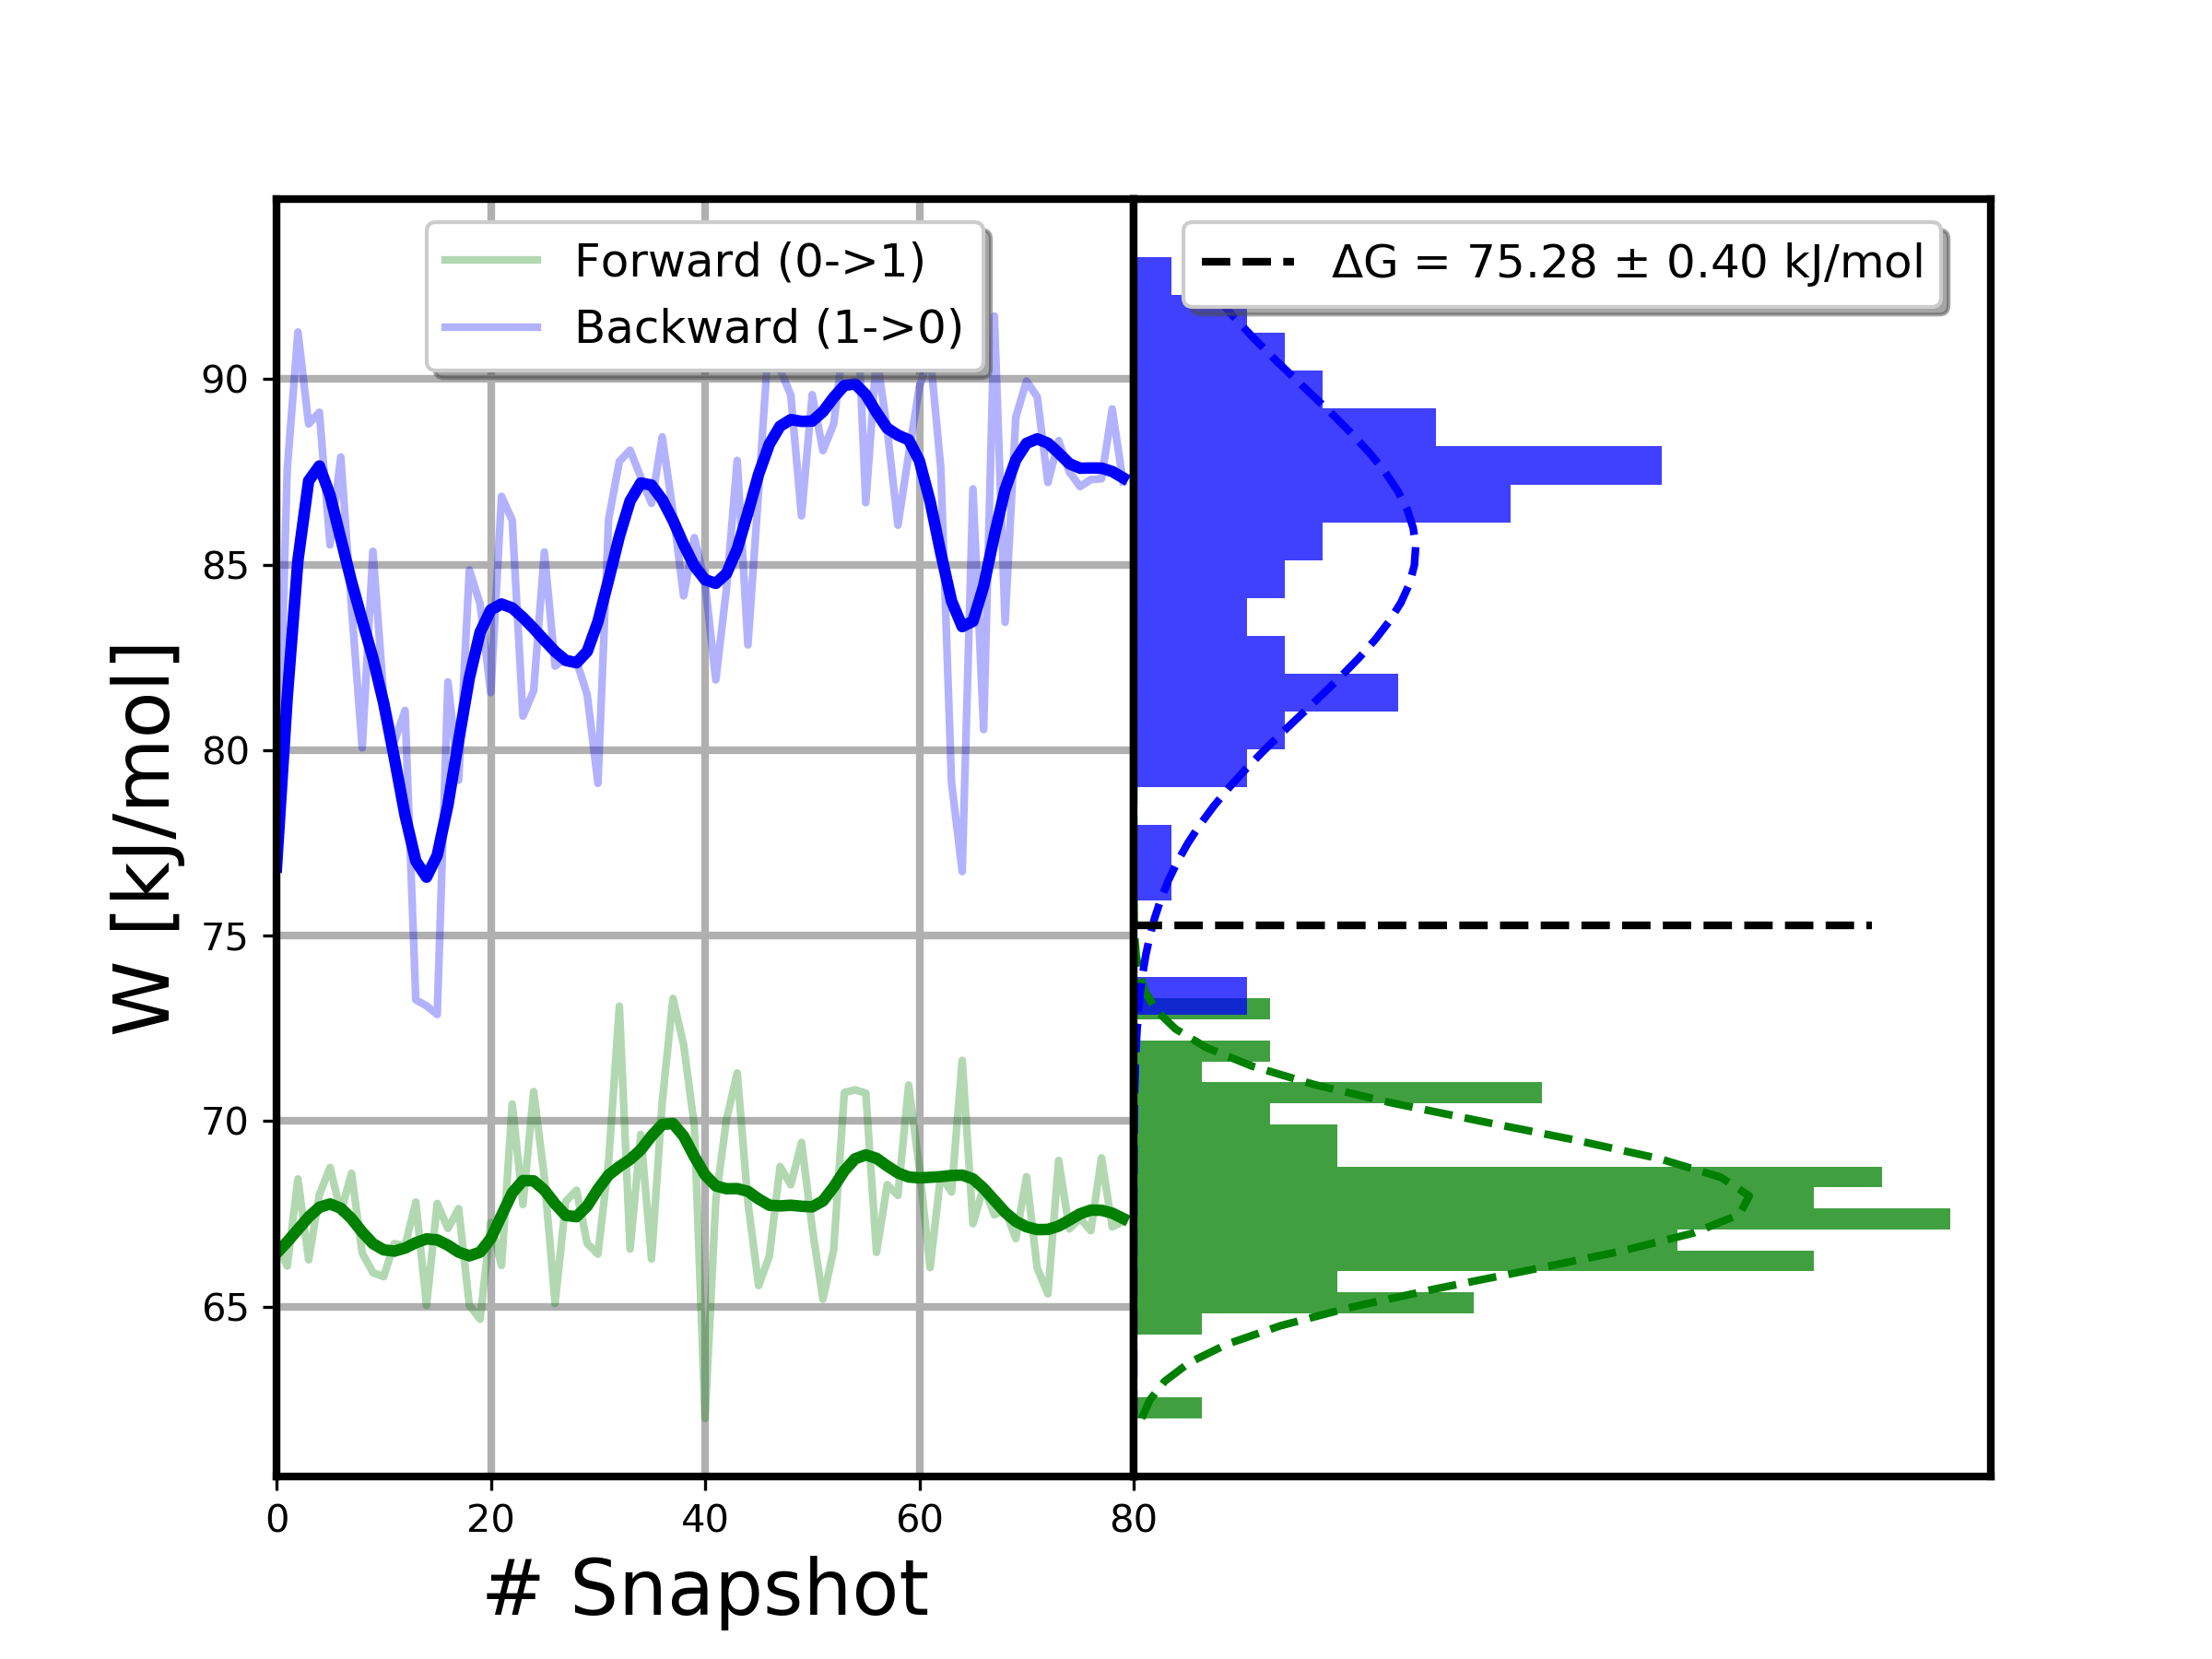 Forward (0->1)
Backward (1->0)
ΔG = 75.28 ± 0.40 kJ/mol
W [kJ/mol]
90
85
80
75
70
65
0 20 40 60 80
# Snapshot